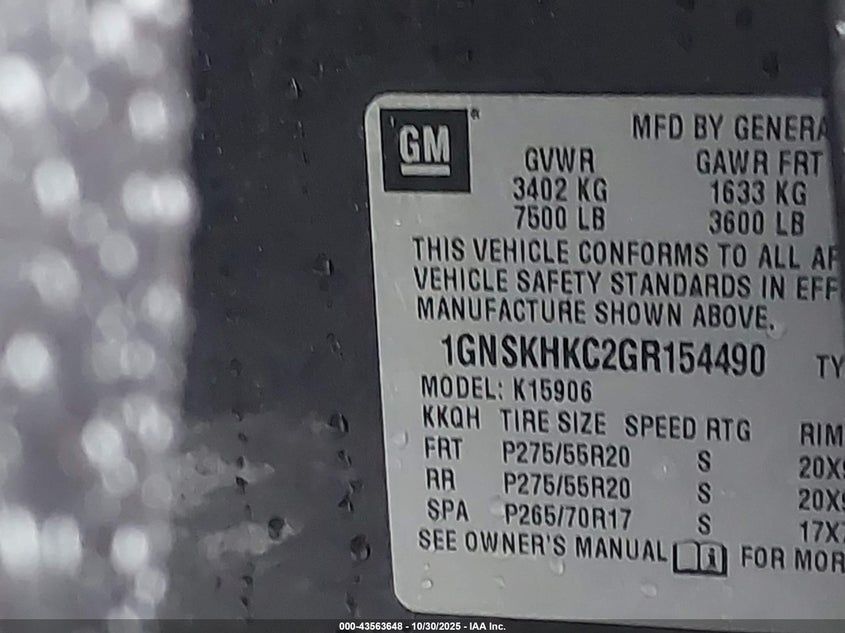 GM
MFD BY GENERA
GVWR GAWR FRT
3402 KG 1633 KG
7500 LB 3600 LB
THIS VEHICLE CONFORMS TO ALL AP
VEHICLE SAFETY STANDARDS IN EFF
MANUFACTURE SHOWN ABOVE.
1GNSKHKC2GR154490 TY
MODEL: K15906
KKQH TIRE SIZE SPEED RTG RIM
FRT P275/55R20 S 20X9
RR P275/55R20 S 20X9
SPA P265/70R17 S 17X7
SEE OWNER'S MANUAL FOR MOR
000-43563648 - 10/30/2025 - IAA Inc.